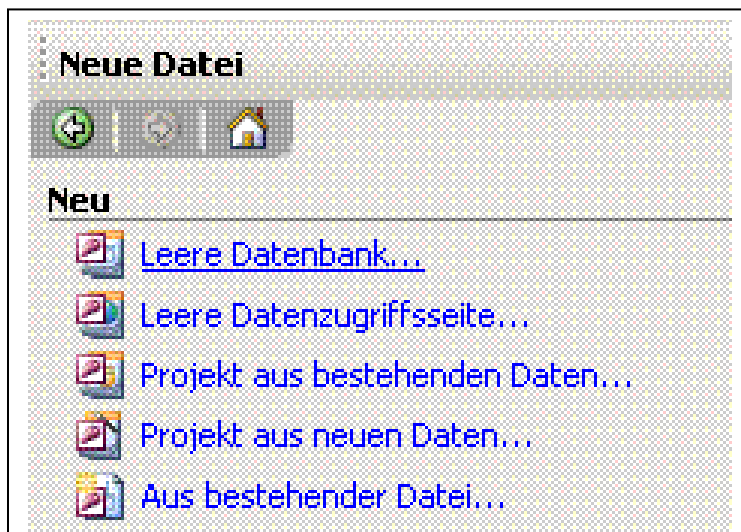 Neue Datei
Neu
Leere Datenbank...
Leere Datenzugriffsseite...
Projekt aus bestehenden Daten...
Projekt aus neuen Daten...
Aus bestehender Datei...